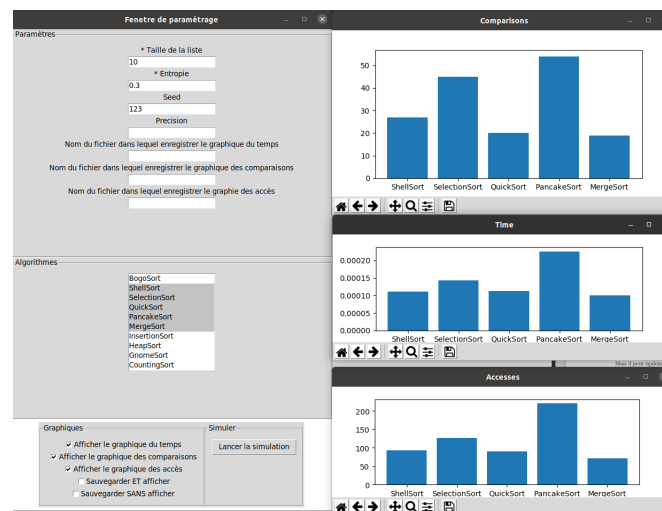 Fenetre de paramétrage
Paramètres
* Taille de la liste
10
* Entropie
0.3
Seed
123
Precision
Nom du fichier dans lequel enregistrer le graphique du temps
Nom du fichier dans lequel enregistrer le graphique des comparaisons
Nom du fichier dans lequel enregistrer le graphie des accès
Algorithmes
BogoSort
ShellSort
SelectionSort
QuickSort
PancakeSort
MergeSort
InsertionSort
HeapSort
GnomeSort
CountingSort
Graphiques
Afficher le graphique du temps
Afficher le graphique des comparaisons
Afficher le graphique des accès
Sauvegarder ET afficher
Sauvegarder SANS afficher
Simuler
Lancer la simulation
Comparisons
50
40
30
20
10
0
ShellSort SelectionSort QuickSort PancakeSort MergeSort
Time
0.00020
0.00015
0.00010
0.00005
0.00000
ShellSort SelectionSort QuickSort PancakeSort MergeSort
Mais il peut
Accesses
200
150
100
50
0
ShellSort SelectionSort QuickSort PancakeSort MergeSort